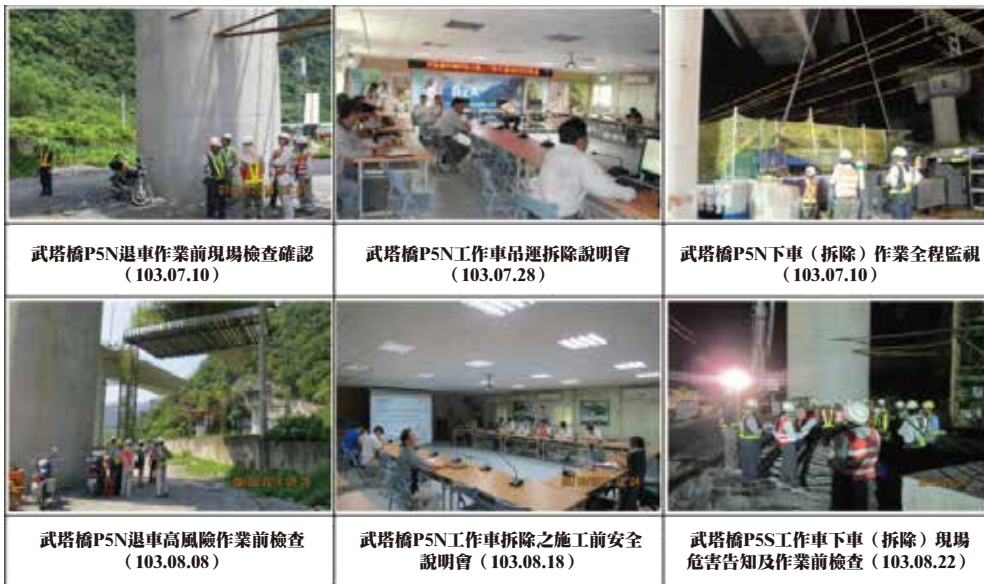 武塔橋P5N退車作業前現場檢查確認
（103.07.10）
武塔橋P5N工作車吊運拆除說明會
（103.07.28）
武塔橋P5N下車（拆除）作業全程監視
（103.07.10）
武塔橋P5N退車高風險作業前檢查
（103.08.08）
武塔橋P5N工作車拆除之施工前安全
說明會（103.08.18）
武塔橋P5S工作車下車（拆除）現場
危害告知及作業前檢查（103.08.22）